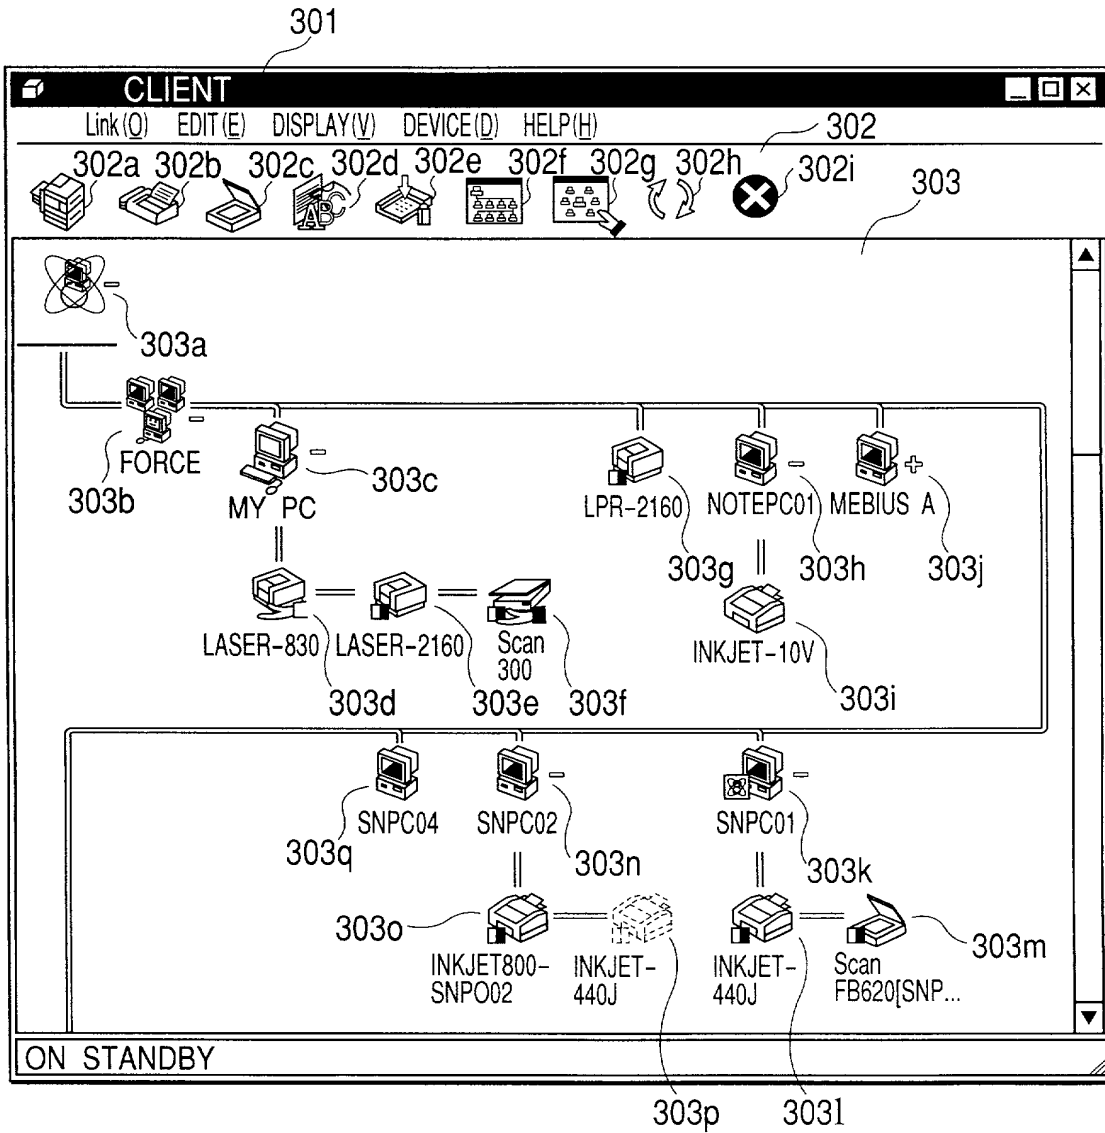 301
CLIENT
Link(O) EDIT(E) DISPLAY(V) DEVICE(D) HELP(H)
302
302a 302b 302c 302d 302e 302f 302g 302h 302i
ABC
303
303a
FORCE
303b
MY PC
303c
LPR-2160
NOTEPC01
MEBIUS A
303g
303h
303j
LASER-830
LASER-2160
Scan
300
INKJET-10V
303d
303e
303f
303i
SNPC04
SNPC02
SNPC01
303q
303n
303k
303o
303m
INKJET800-
SNPO02
INKJET-
440J
INKJET-
440J
Scan
FB620[SNP...
ON STANDBY
303p
303l